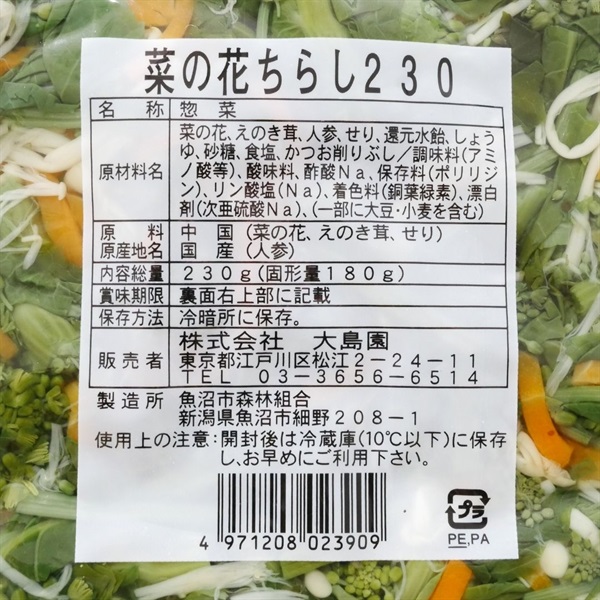 菜の花ちらし230
名称 惣菜
原材料名 菜の花、えのき茸、人参、せり、還元水飴、しょう
ゆ、砂糖、食塩、かつお削りぶし／調味料(アミ
ノ酸等)、酸味料、酢酸Na、保存料(ポリリジ
ン)、リン酸塩(Na)、着色料(銅葉緑素)、漂白
剤(次亜硫酸Na)、(一部に大豆・小麦を含む)
原料 中国(菜の花、えのき茸、せり)
原産地名 国産(人参)
内容総量 230g(固形量180g)
賞味期限 裏面右上部に記載
保存方法 冷暗所に保存。
販売者 株式会社 大島園
東京都江戸川区松江2-24-11
TEL 03-3656-6514
製造所 魚沼市森林組合
新潟県魚沼市細野208-1
使用上の注意:開封後は冷蔵庫(10℃以下)に保存
し、お早めにご利用下さい。
プラ
PE,PA
4 971208 023909